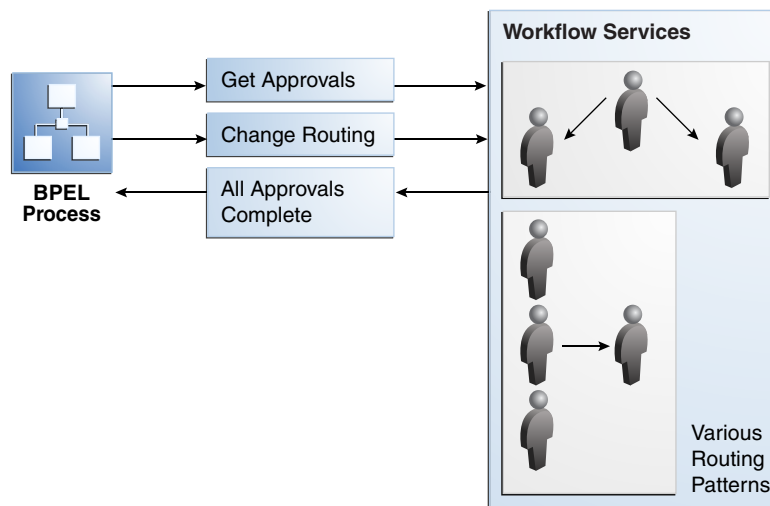 Workflow Services
Get Approvals
Change Routing
All Approvals
Complete
BPEL
Process
Various
Routing
Patterns